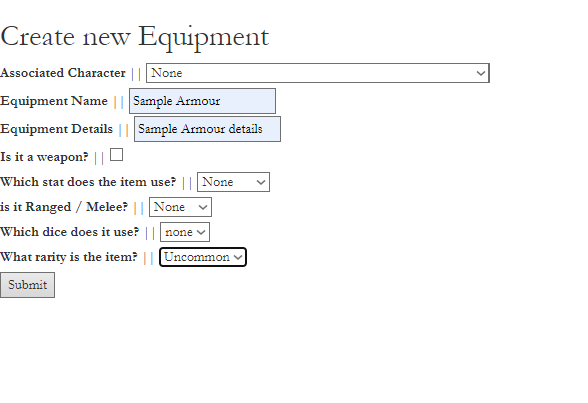 Create new Equipment
Associated Character || None
Equipment Name || Sample Armour
Equipment Details || Sample Armour details
Is it a weapon? ||
Which stat does the item use? || None
is it Ranged / Melee? || None
Which dice does it use? || none
What rarity is the item? || Uncommon
Submit